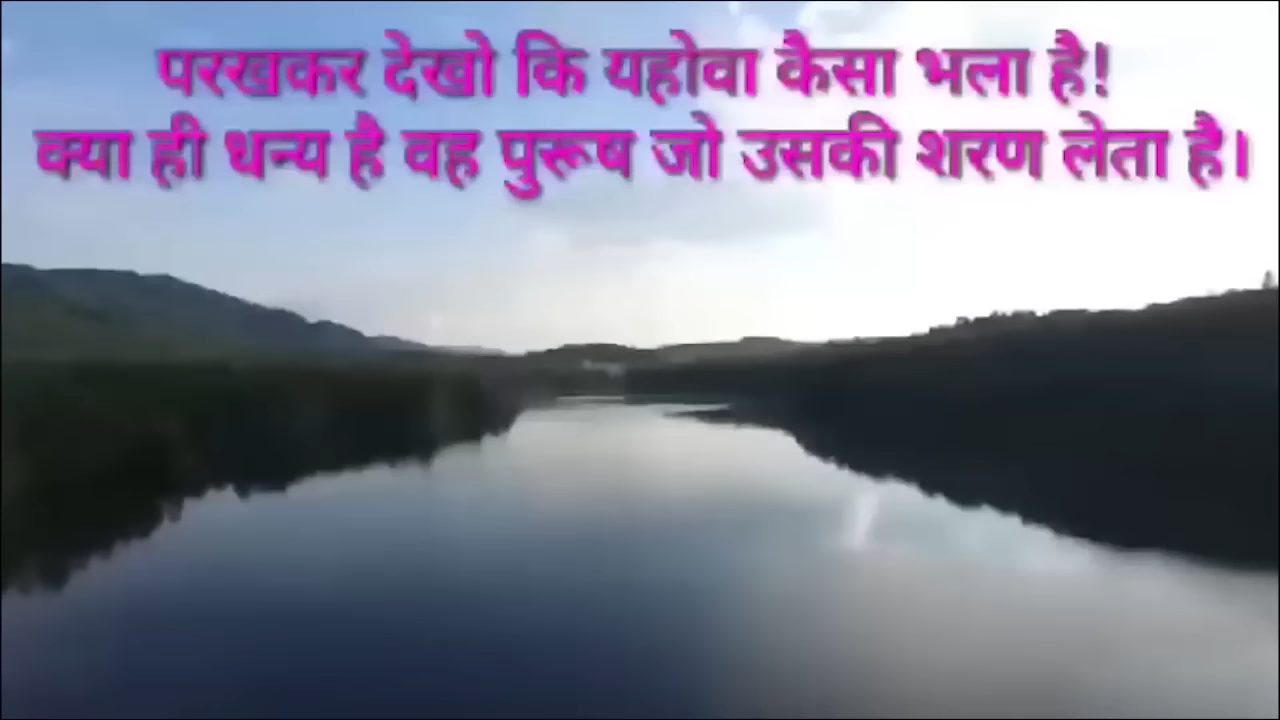 परखकर देखो कि यहोवा कैसा भला है!
क्या ही धन्य है वह पुरूष जो उसकी शरण लेता है।